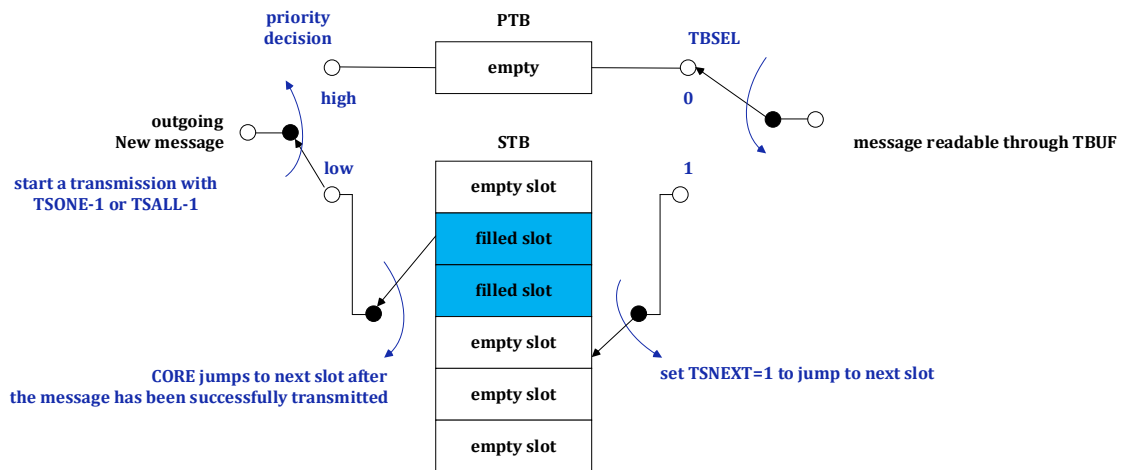 priority
decision
PTB
TBSEL
empty
high
0
outgoing
New message
message readable through TBUF
STB
low
1
start a transmission with
TSONE-1 or TSALL-1
empty slot
filled slot
filled slot
empty slot
CORE jumps to next slot after
the message has been successfully transmitted
set TSNEXT=1 to jump to next slot
empty slot
empty slot